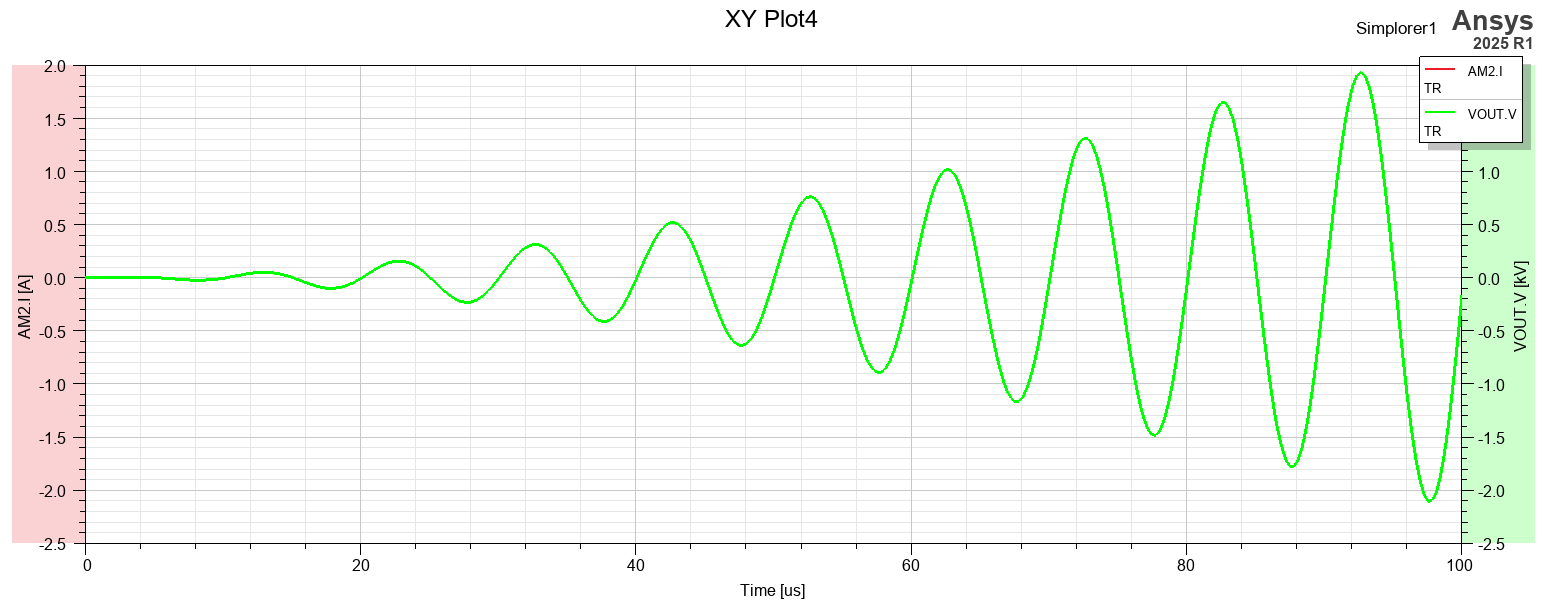 XY Plot4
Simplorer1
Ansys
2025 R1
AM2.I
TR
VOUT.V
TR
2.0
1.5
1.0
0.5
0.0
-0.5
-1.0
-1.5
-2.0
-2.5
AM2.I [A]
1.0
0.5
0.0
-0.5
-1.0
-1.5
-2.0
-2.5
VOUT.V [kV]
0 20 40 60 80 100
Time [us]